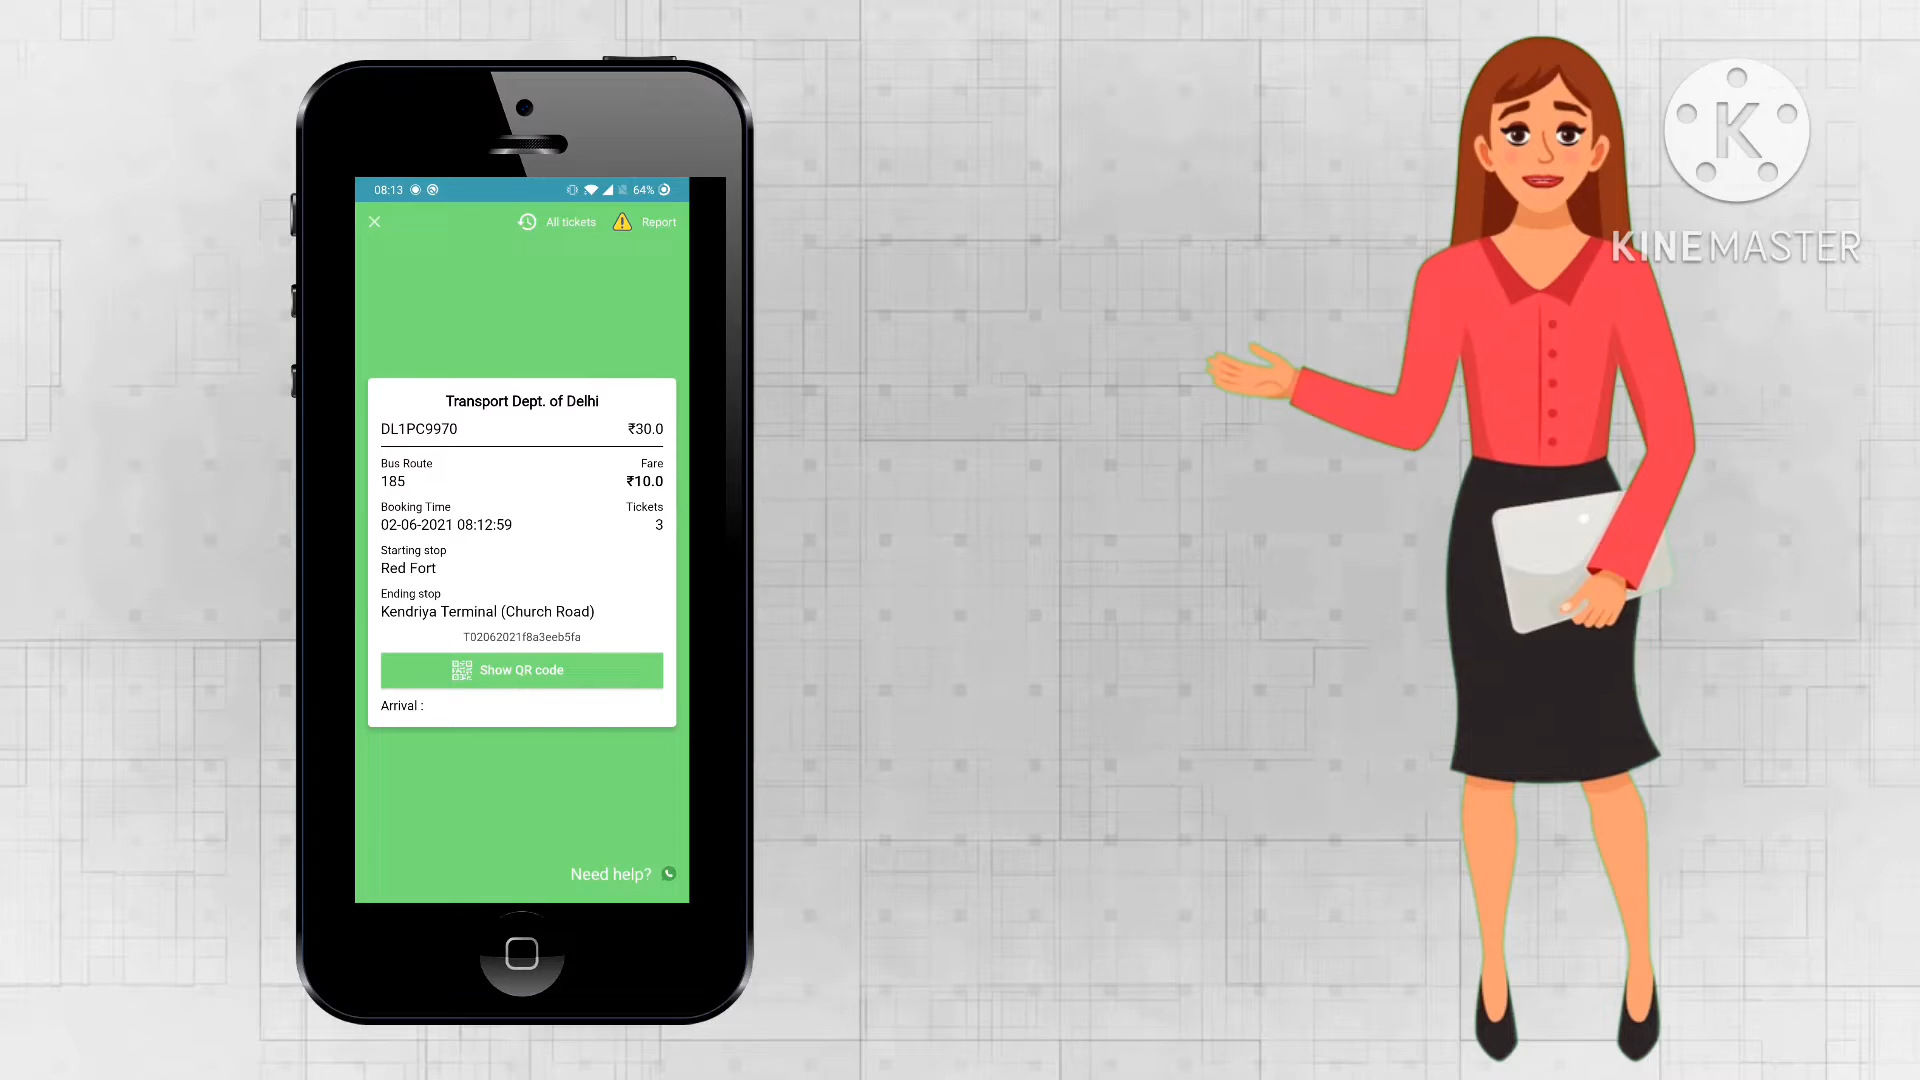 08:13 64%
All tickets Report
Transport Dept. of Delhi
DL1PC9970 ₹30.0
Bus Route Fare
185 ₹10.0
Booking Time Tickets
02-06-2021 08:12:59 3
Starting stop
Red Fort
Ending stop
Kendriya Terminal (Church Road)
T02062021f8a3eeb5fa
Show QR code
Arrival :
Need help?
K
KINEMASTER